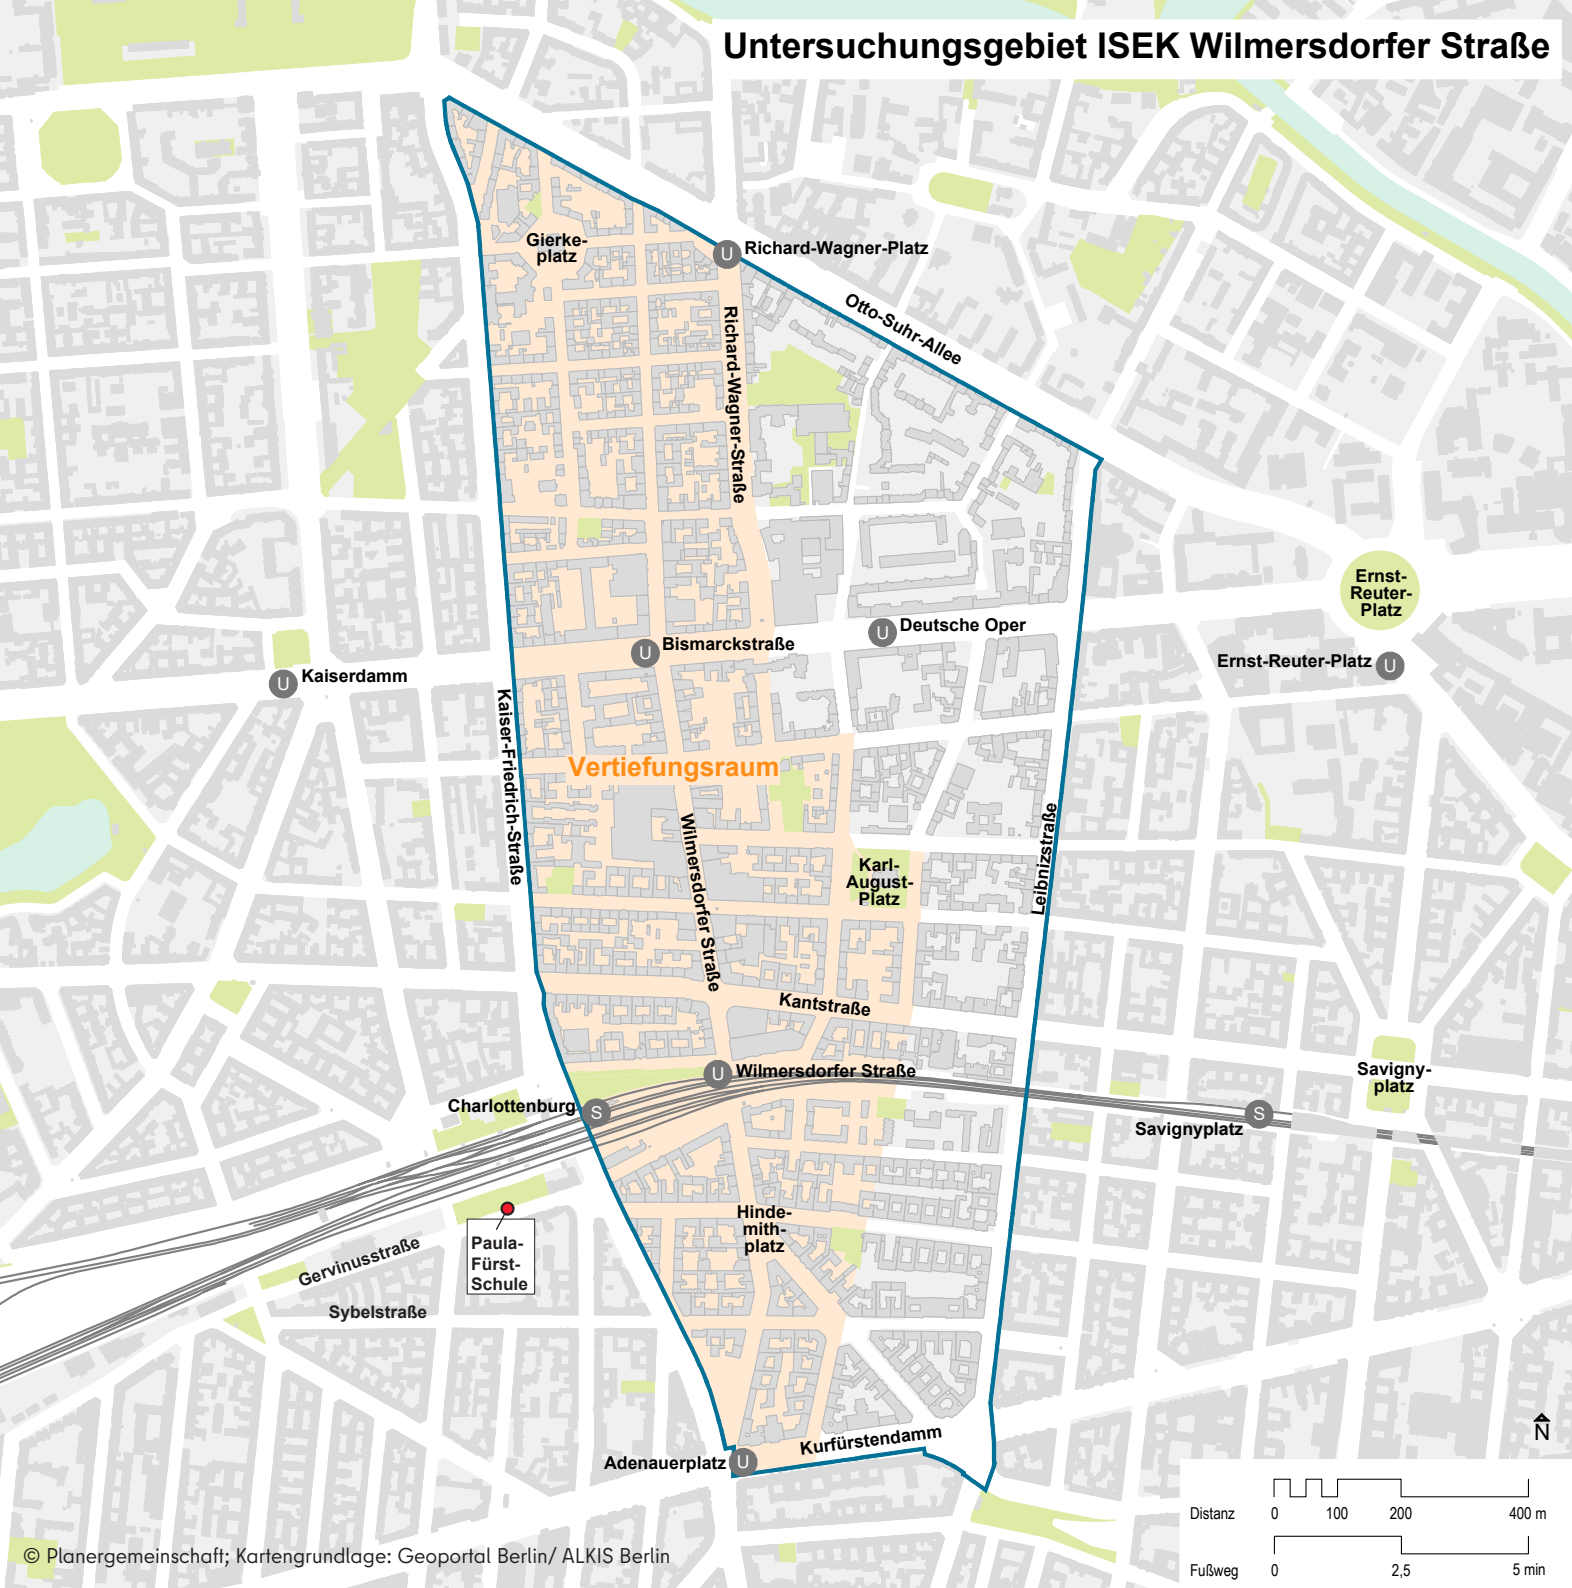 Untersuchungsgebiet ISEK Wilmersdorfer Straße
Gierke-
platz
U
Richard-Wagner-Platz
Otto-Suhr-Allee
Richard-Wagner-Straße
Ernst-
Reuter-
Platz
U
Deutsche Oper
U
Bismarckstraße
Ernst-Reuter-Platz
U
U
Kaiserdamm
Kaiser-Friedrich-Straße
Vertiefungsraum
Wilmersdorfer Straße
Leibnizstraße
Karl-
August-
Platz
Kantstraße
U
Wilmersdorfer Straße
Savigny-
platz
Charlottenburg
S
S
Savignyplatz
Hinde-
mith-
platz
Paula-
Fürst-
Schule
Gervinusstraße
Sybelstraße
Kurfürstendamm
Adenauerplatz
U
N
Distanz
0
100
200
400 m
Fußweg
0
2,5
5 min
© Planergemeinschaft; Kartengrundlage: Geoportal Berlin/ ALKIS Berlin